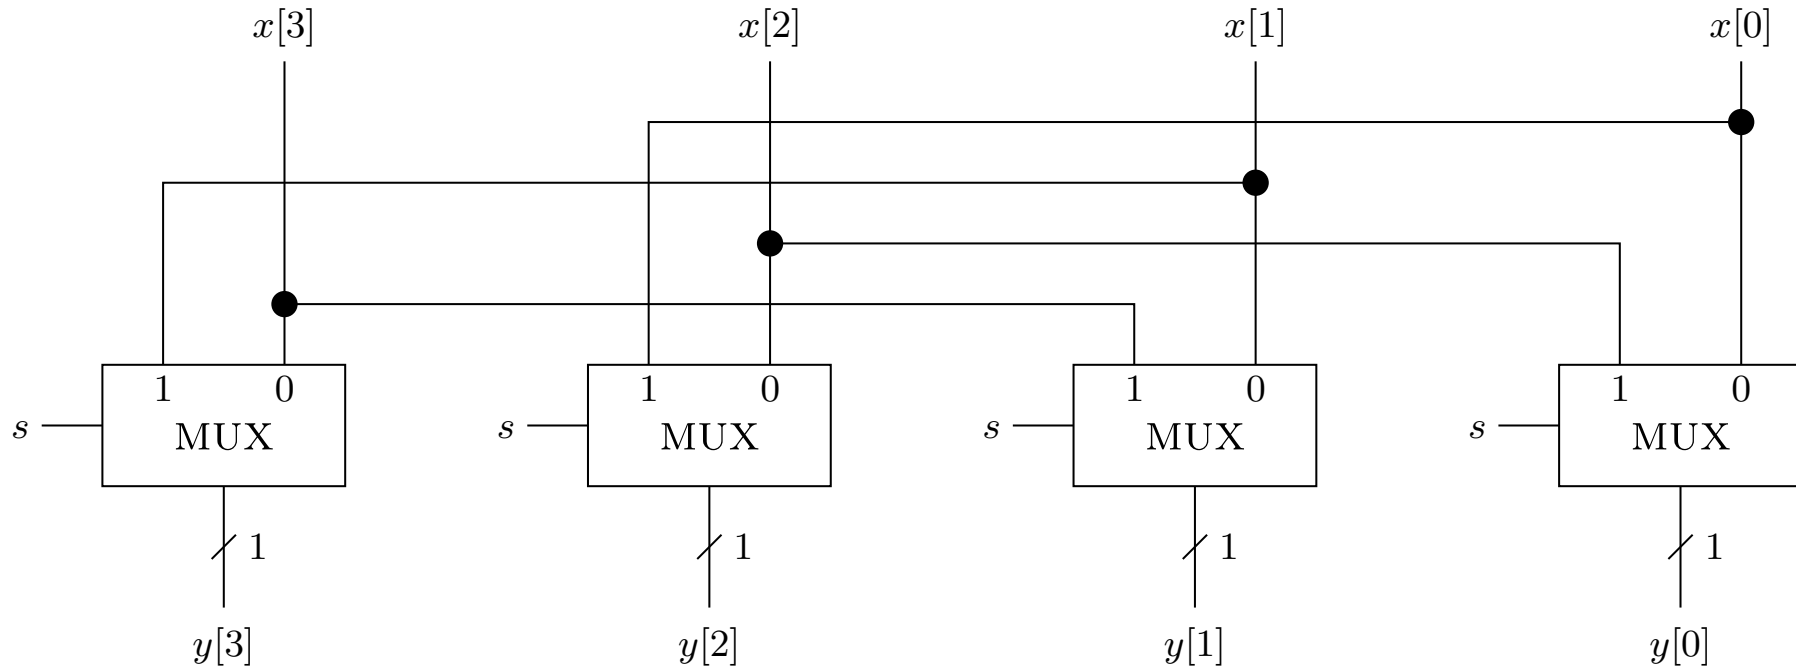 x[3] x[2] x[1] x[0]
1 0 1 0 1 0 1 0
s MUX s MUX s MUX s MUX
1 1 1 1
y[3] y[2] y[1] y[0]